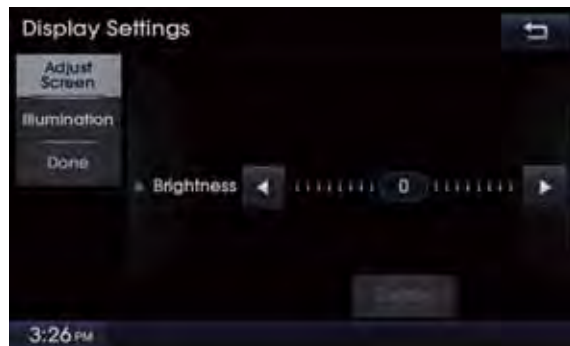 Display Settings
Adjust
Screen
Illumination
Done
Brightness
0
3:26 PM